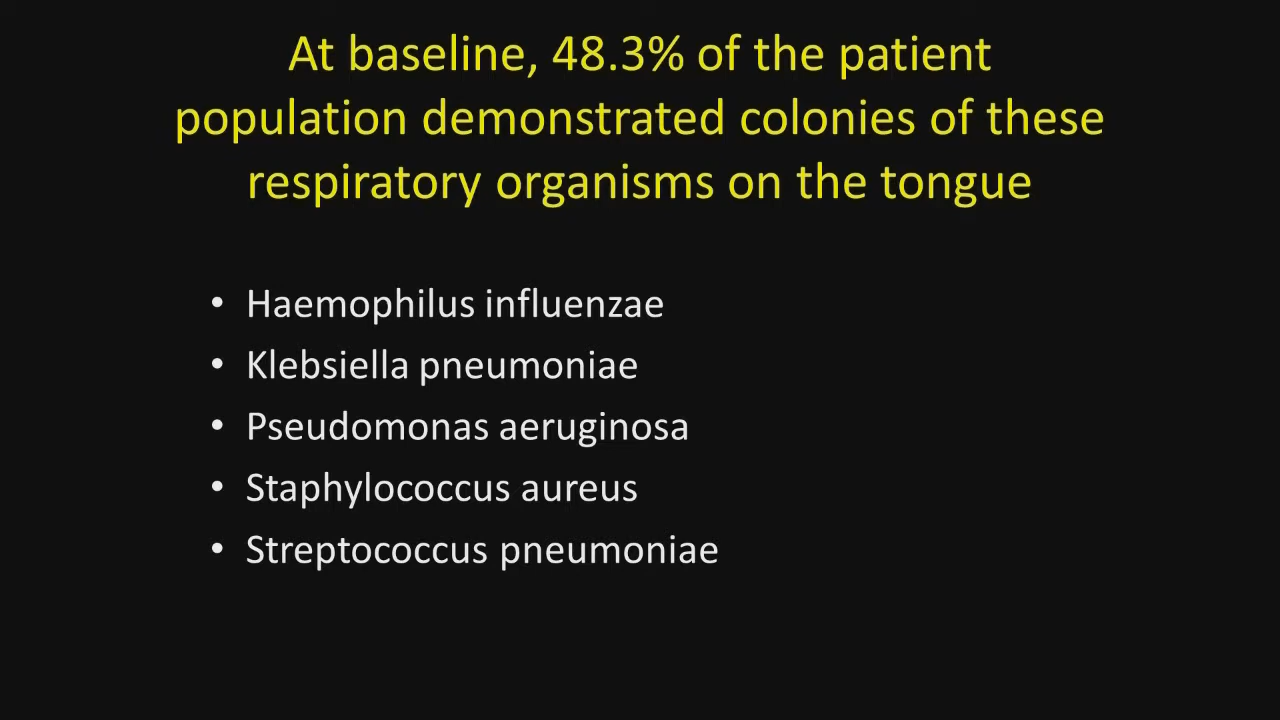 At baseline, 48.3% of the patient
population demonstrated colonies of these
respiratory organisms on the tongue
• Haemophilus influenzae
• Klebsiella pneumoniae
• Pseudomonas aeruginosa
• Staphylococcus aureus
• Streptococcus pneumoniae